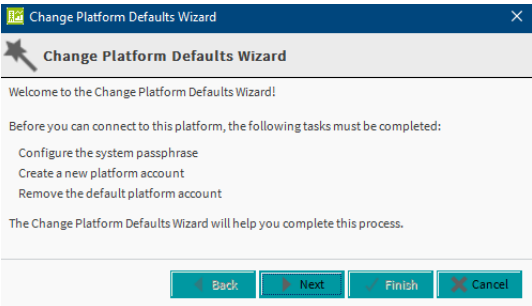 Change Platform Defaults Wizard
Change Platform Defaults Wizard
Welcome to the Change Platform Defaults Wizard!
Before you can connect to this platform, the following tasks must be completed:
Configure the system passphrase
Create a new platform account
Remove the default platform account
The Change Platform Defaults Wizard will help you complete this process.
Back Next Finish Cancel